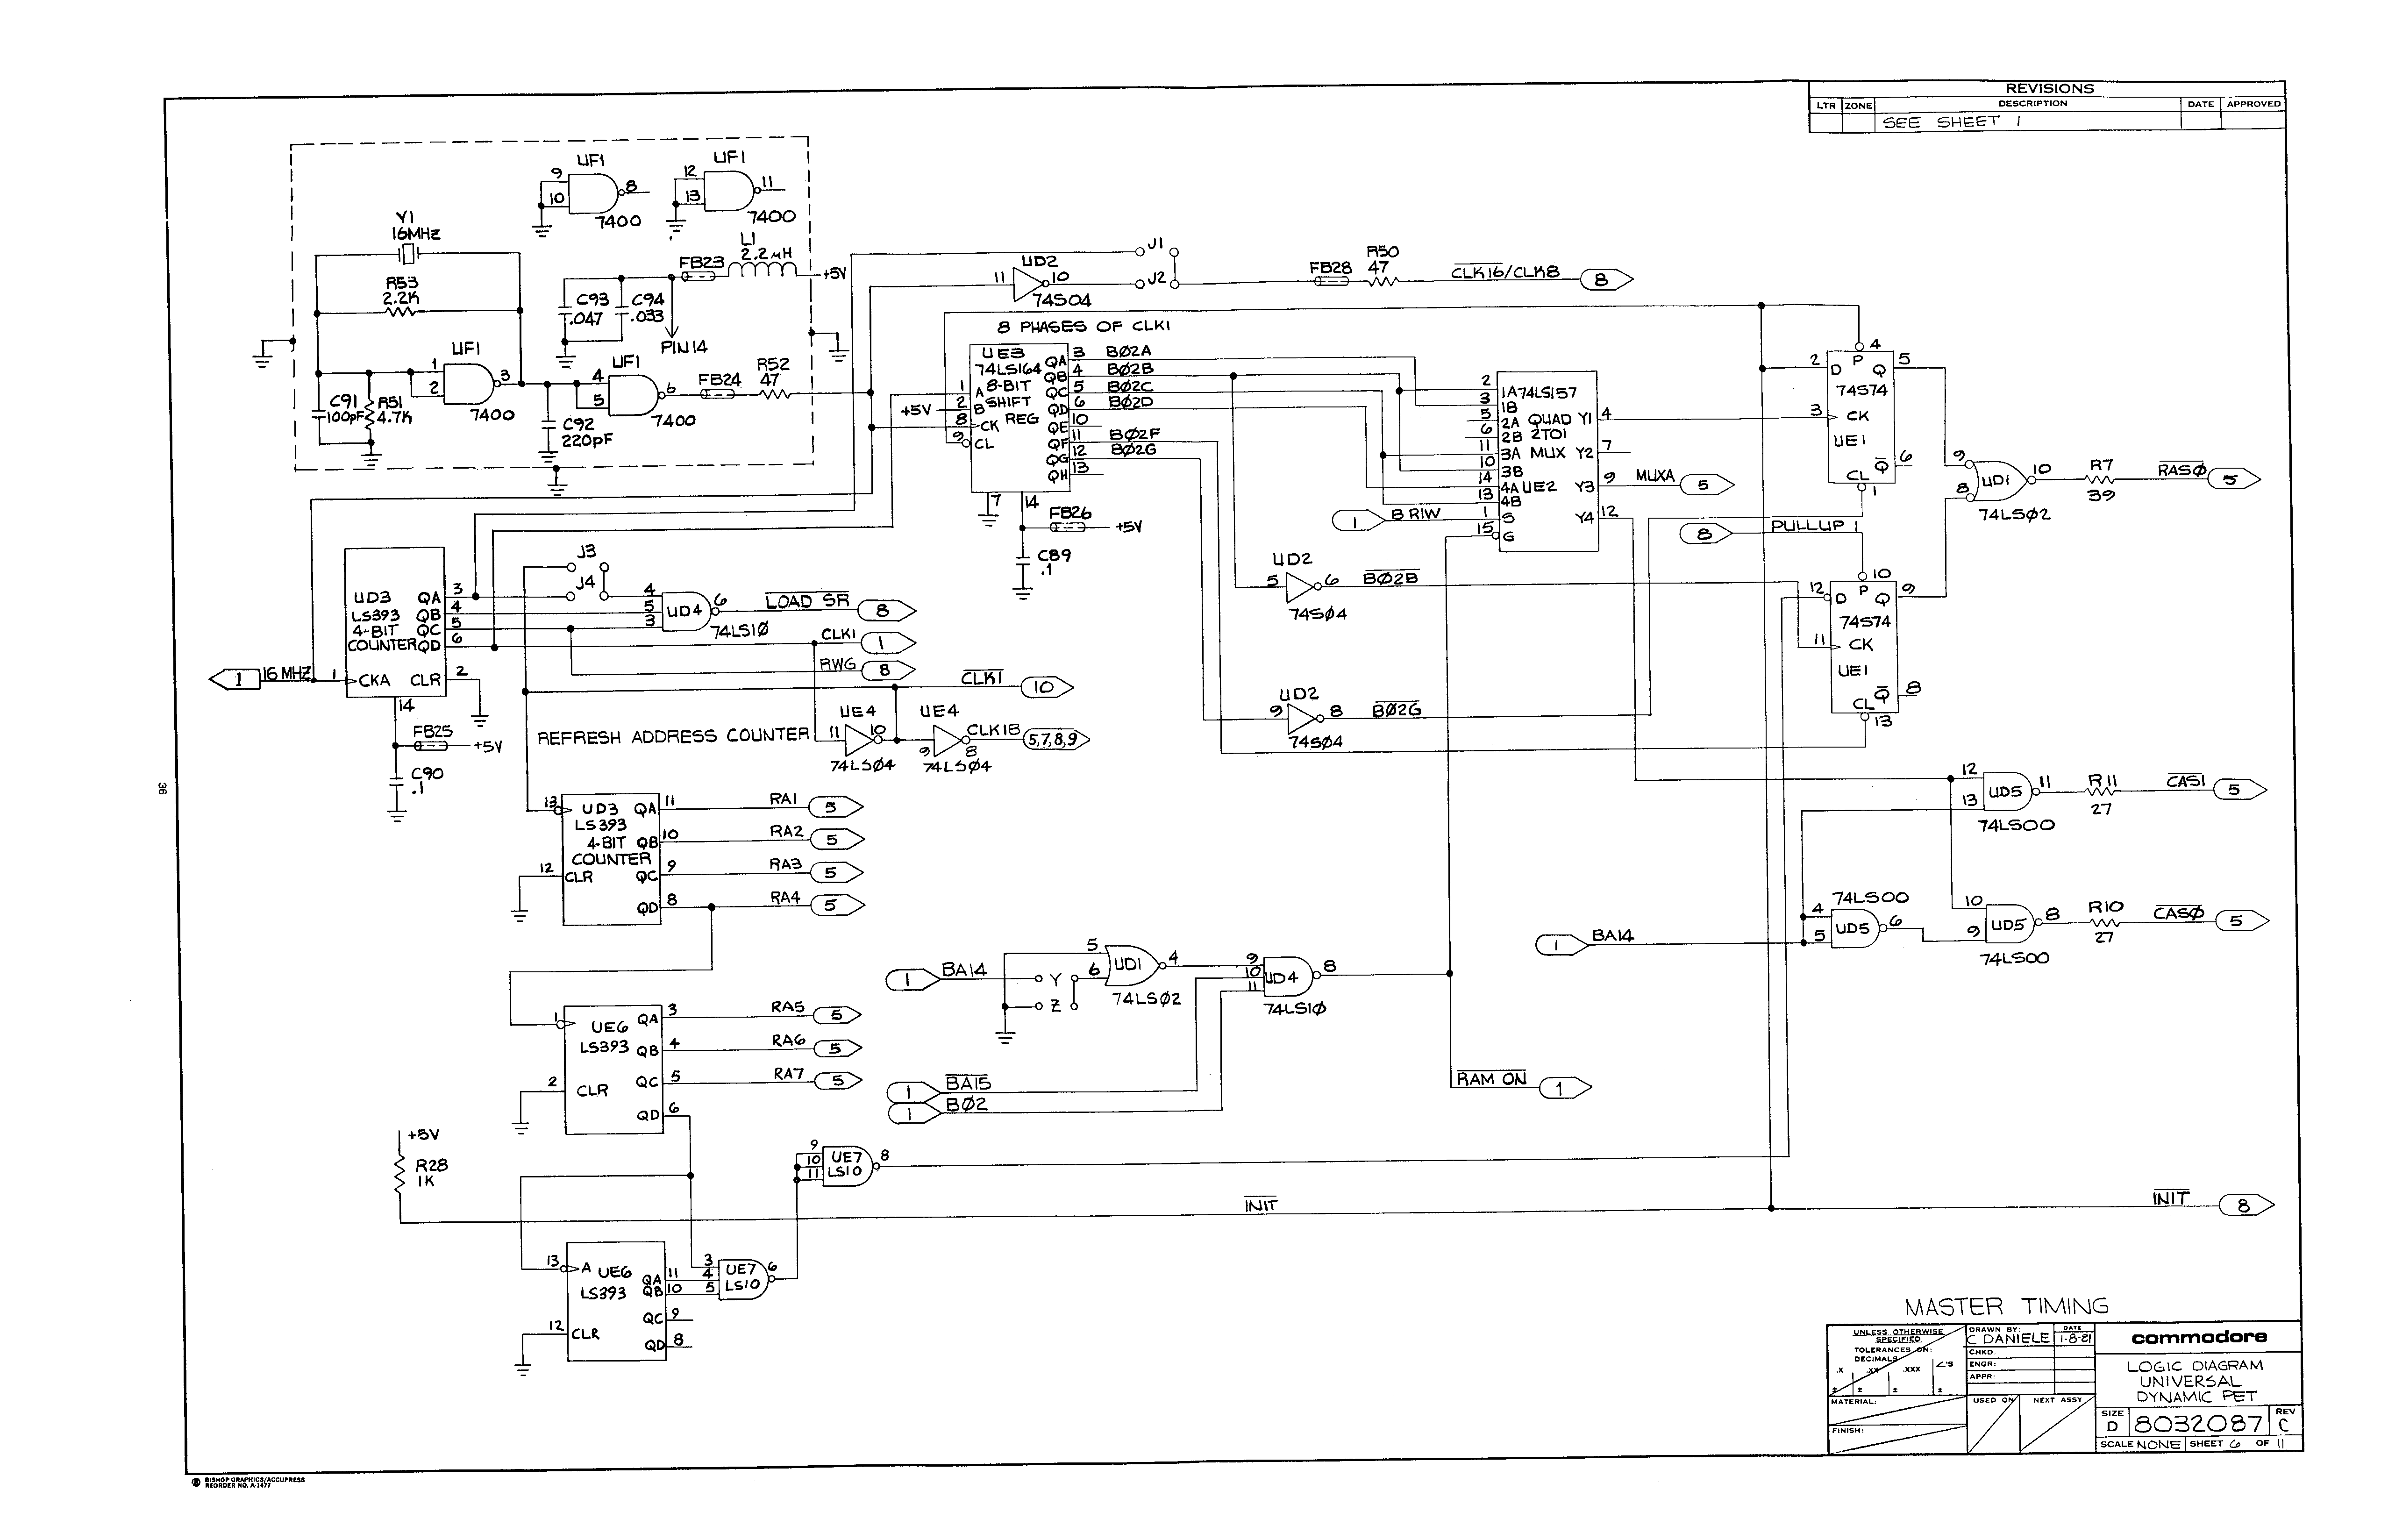 REVISIONS
LTR ZONE DESCRIPTION DATE APPROVED
SEE SHEET 1
UF1
9
10
8
7400
UF1
12
13
11
7400
Y1
16MHZ
R53
2.2K
FB23
L1
2.2µH
+5V
C93
.047
C94
.033
PIN14
UF1
1
2
3
7400
C91
100pF
R51
4.7K
C92
220pF
UF1
4
5
6
7400
FB24
R52
47
J1
J2
UD2
11
10
74S04
FB28
R50
47
CLK16/CLK8
8
8 PHASES OF CLK1
UE3
74LS164
8-BIT
SHIFT
REG
1 A
+5V 2 B
8 CK
9 CL
QA 3 BØ2A
QB 4 BØ2B
QC 5 BØ2C
QD 6 BØ2D
QE 10
QF 11 BØ2F
QG 12 BØ2G
QH 13
7
14
FB26
+5V
C89
.1
2 1A 74LS157
3 1B
5 2A QUAD Y1 4
6 2B 2TO1
11 3A MUX Y2 7
10 3B
14 4A UE2 Y3 9 MUXA 5
13 4B
1 B R/W 1 S Y4 12
15 G
4
2 D P Q 5
74S74
3 CK
UE1
CL Q 6
1
8 PULLUP 1
10
12 D P Q 9
74S74
11 CK
UE1
CL Q 8
13
9
8
UD1
10
74LSØ2
R7
39
RASØ
5
UD2
5
6
BØ2B
74SØ4
UD2
9
8
BØ2G
74SØ4
UD3
LS393
4-BIT
COUNTER
QA 3
QB 4
QC 5
QD 6
1 16 MHZ 1 CKA CLR 2
14
FB25
+5V
C90
.1
J3
J4
4
5
3
UD4
6
74LS1Ø
LOAD SR
8
CLK1
1
RWG
8
CLK1
10
REFRESH ADDRESS COUNTER
UE4
11
10
74LSØ4
UE4
9
8
74LSØ4
CLK1B
5,7,8,9
13 UD3 QA 11 RA1 5
LS393
4-BIT QB 10 RA2 5
COUNTER
12 CLR QC 9 RA3 5
QD 8 RA4 5
1 UE6 QA 3 RA5 5
LS393 QB 4 RA6 5
2 CLR QC 5 RA7 5
QD 6
+5V
R28
1K
13 A UE6 QA 11
LS393 QB 10
QC 9
12 CLR
QD 8
3
4
5
UE7
LS10
6
9
10
11
UE7
LS10
8
1 BA14
Y
Z
5
6
UD1
4
74LSØ2
9
10
11
UD4
8
74LS1Ø
1 BA15
1 BØ2
RAM ON
1
12
13
UD5
11
74LS00
R11
27
CAS1
5
1 BA14
74LS00
4
5
UD5
6
10
9
UD5
8
74LS00
R10
27
CASØ
5
INIT
INIT
8
36
MASTER TIMING
UNLESS OTHERWISE
SPECIFIED
TOLERANCES ON:
DECIMALS
.X .XX .XXX ∠'S
± ± ± ±
MATERIAL:
FINISH:
DRAWN BY: DATE
C DANIELE 1-8-81
CHKD.
ENGR:
APPR:
USED ON NEXT ASSY
commodore
LOGIC DIAGRAM
UNIVERSAL
DYNAMIC PET
SIZE D 8032087 REV C
SCALE NONE SHEET 6 OF 11
BISHOP GRAPHICS/ACCUPRESS
REORDER NO. A-1477